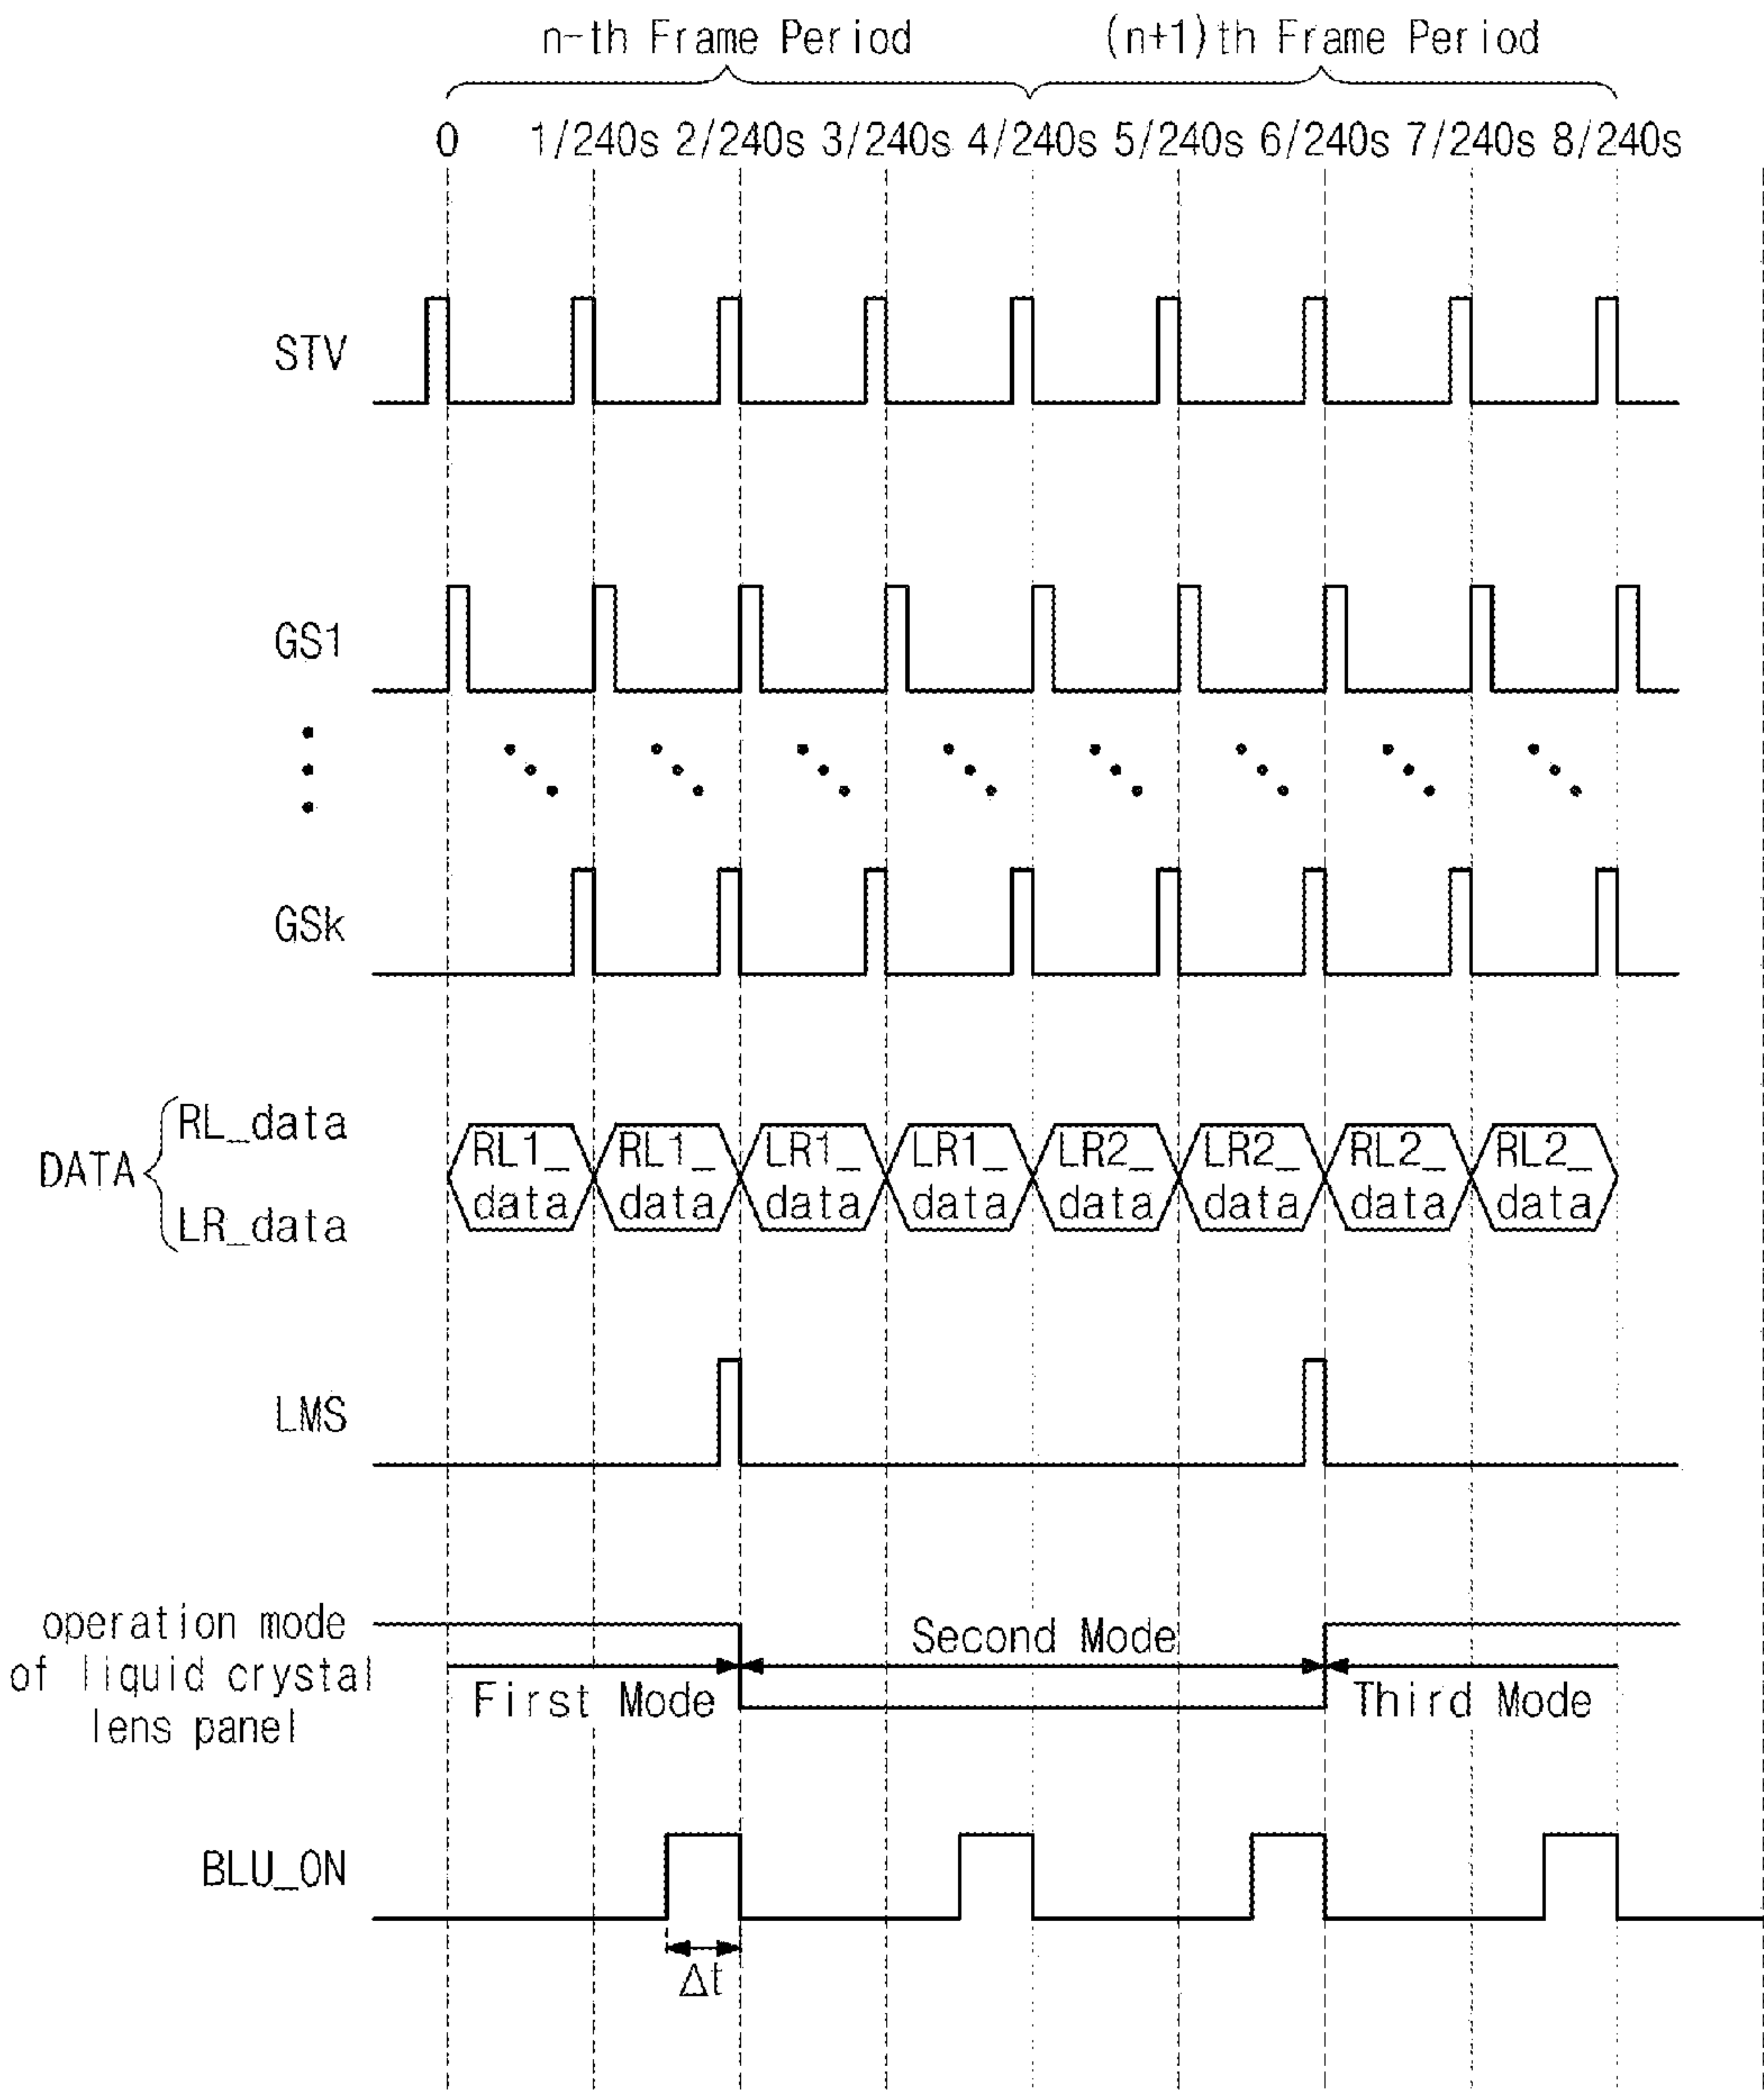 n-th Frame Period (n+1)th Frame Period
0 1/240s 2/240s 3/240s 4/240s 5/240s 6/240s 7/240s 8/240s
STV
GS1
GSk
DATA
RL_data
LR_data
RL1_ RL1_ LR1_ LR1_ LR2_ LR2_ RL2_ RL2_
data data data data data data data data
LMS
operation mode
of liquid crystal
lens panel
First Mode
Second Mode
Third Mode
BLU_ON
Δt